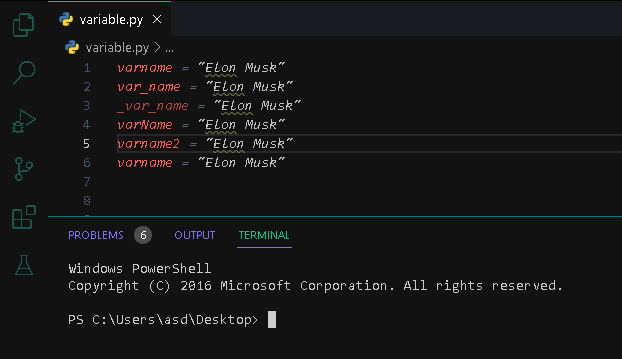 variable.py ×
variable.py > ...
1 varname = "Elon Musk"
2 var_name = "Elon Musk"
3 _var_name = "Elon Musk"
4 varName = "Elon Musk"
5 varname2 = "Elon Musk"
6 varname = "Elon Musk"
7
8
PROBLEMS 6 OUTPUT TERMINAL
Windows PowerShell
Copyright (C) 2016 Microsoft Corporation. All rights reserved.
PS C:\Users\asd\Desktop>